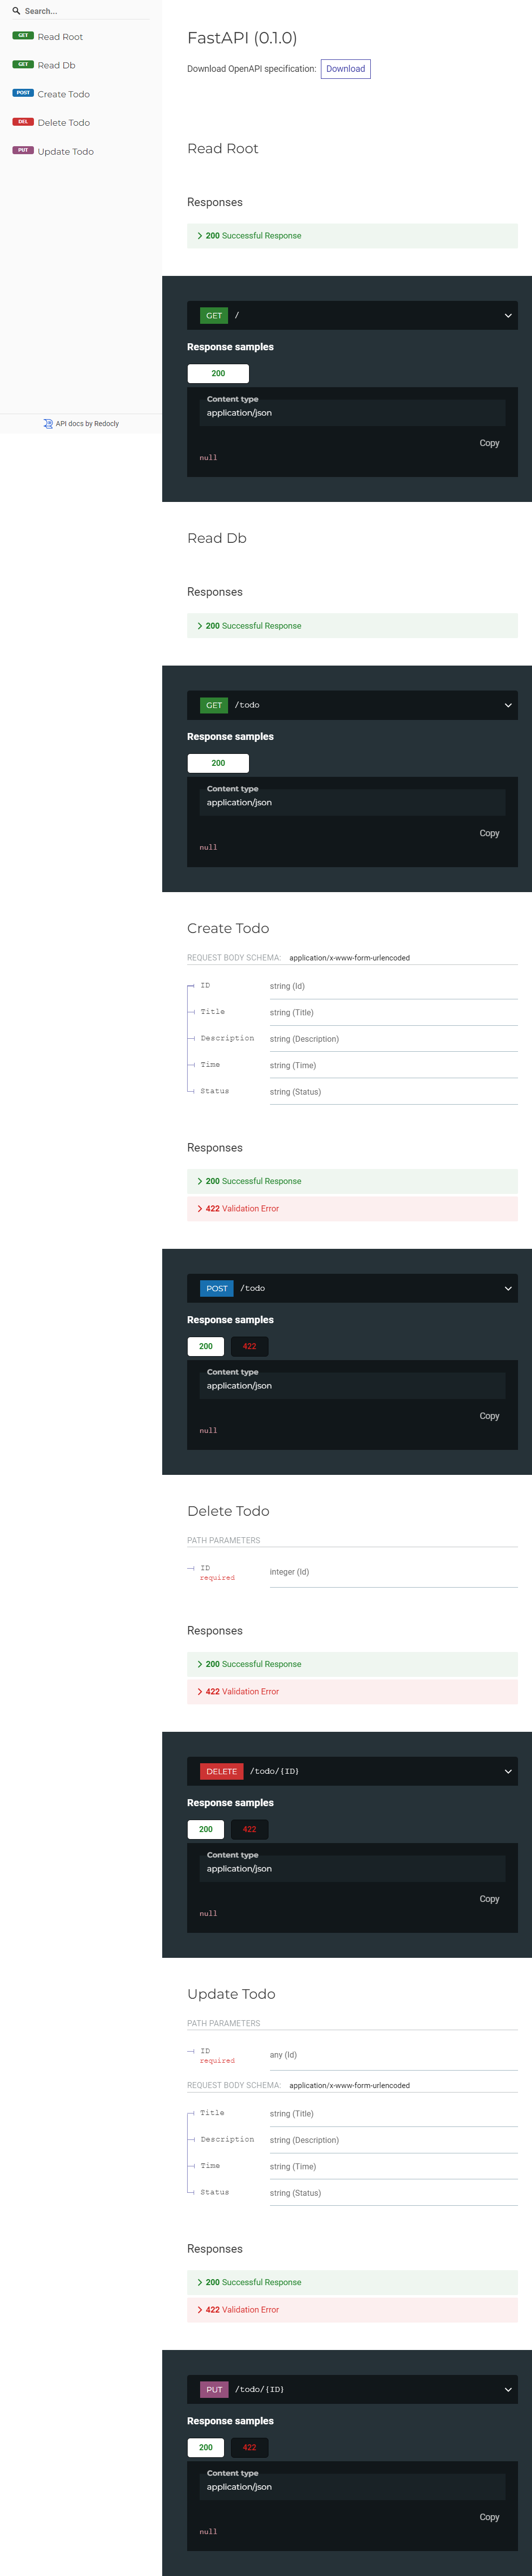 Search...
GET Read Root
GET Read Db
POST Create Todo
DEL Delete Todo
PUT Update Todo
API docs by Redocly
FastAPI (0.1.0)
Download OpenAPI specification: Download
Read Root
Responses
200 Successful Response
GET /
Response samples
200
Content type
application/json
Copy
null
Read Db
Responses
200 Successful Response
GET /todo
Response samples
200
Content type
application/json
Copy
null
Create Todo
REQUEST BODY SCHEMA: application/x-www-form-urlencoded
ID string (Id)
Title string (Title)
Description string (Description)
Time string (Time)
Status string (Status)
Responses
200 Successful Response
422 Validation Error
POST /todo
Response samples
200 422
Content type
application/json
Copy
null
Delete Todo
PATH PARAMETERS
ID integer (Id)
required
Responses
200 Successful Response
422 Validation Error
DELETE /todo/{ID}
Response samples
200 422
Content type
application/json
Copy
null
Update Todo
PATH PARAMETERS
ID any (Id)
required
REQUEST BODY SCHEMA: application/x-www-form-urlencoded
Title string (Title)
Description string (Description)
Time string (Time)
Status string (Status)
Responses
200 Successful Response
422 Validation Error
PUT /todo/{ID}
Response samples
200 422
Content type
application/json
Copy
null